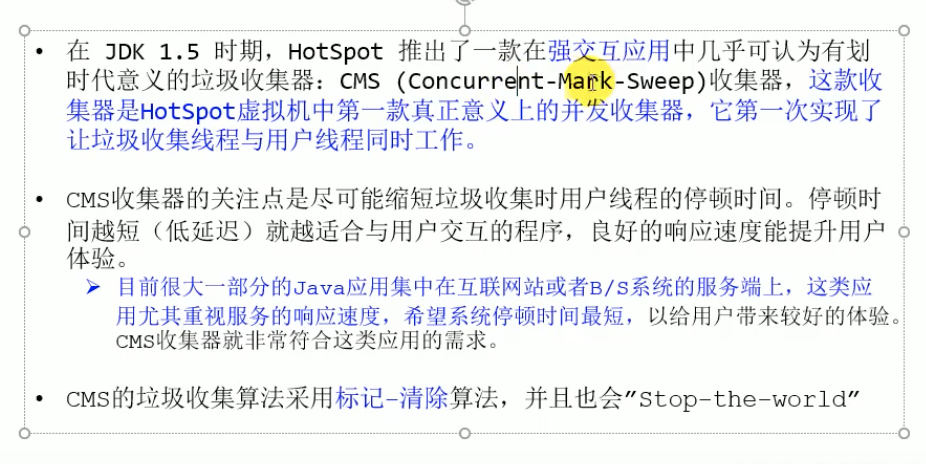 • 在 JDK 1.5 时期，HotSpot 推出了一款在强交互应用中几乎可认为有划
时代意义的垃圾收集器：CMS (Concurrent-Mark-Sweep)收集器，这款收
集器是HotSpot虚拟机中第一款真正意义上的并发收集器，它第一次实现了
让垃圾收集线程与用户线程同时工作。
• CMS收集器的关注点是尽可能缩短垃圾收集时用户线程的停顿时间。停顿时
间越短（低延迟）就越适合与用户交互的程序，良好的响应速度能提升用户
体验。
➢ 目前很大一部分的Java应用集中在互联网站或者B/S系统的服务端上，这类应
用尤其重视服务的响应速度，希望系统停顿时间最短，以给用户带来较好的体验。
CMS收集器就非常符合这类应用的需求。
• CMS的垃圾收集算法采用标记-清除算法，并且也会”Stop-the-world”